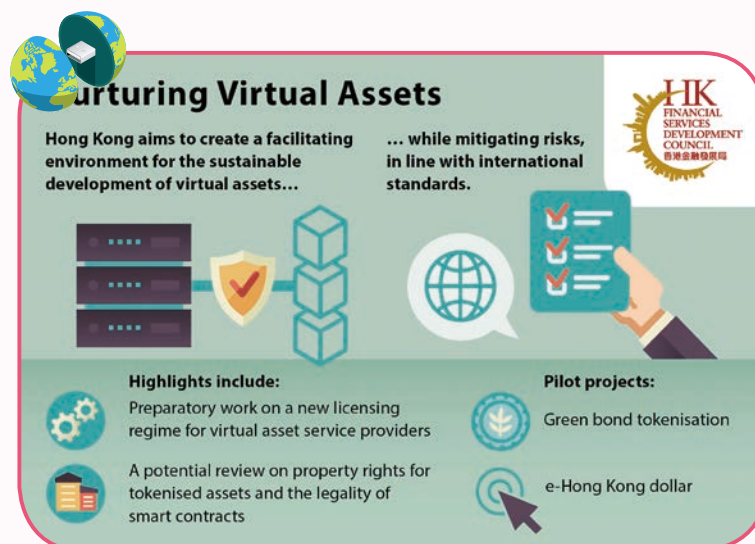 urturing Virtual Assets
Hong Kong aims to create a facilitating
environment for the sustainable
development of virtual assets…
… while mitigating risks,
in line with international
standards.
HK
FINANCIAL
SERVICES
DEVELOPMENT
COUNCIL
香港金融發展局
Highlights include:
Preparatory work on a new licensing
regime for virtual asset service providers
A potential review on property rights for
tokenised assets and the legality of
smart contracts
Pilot projects:
Green bond tokenisation
e-Hong Kong dollar